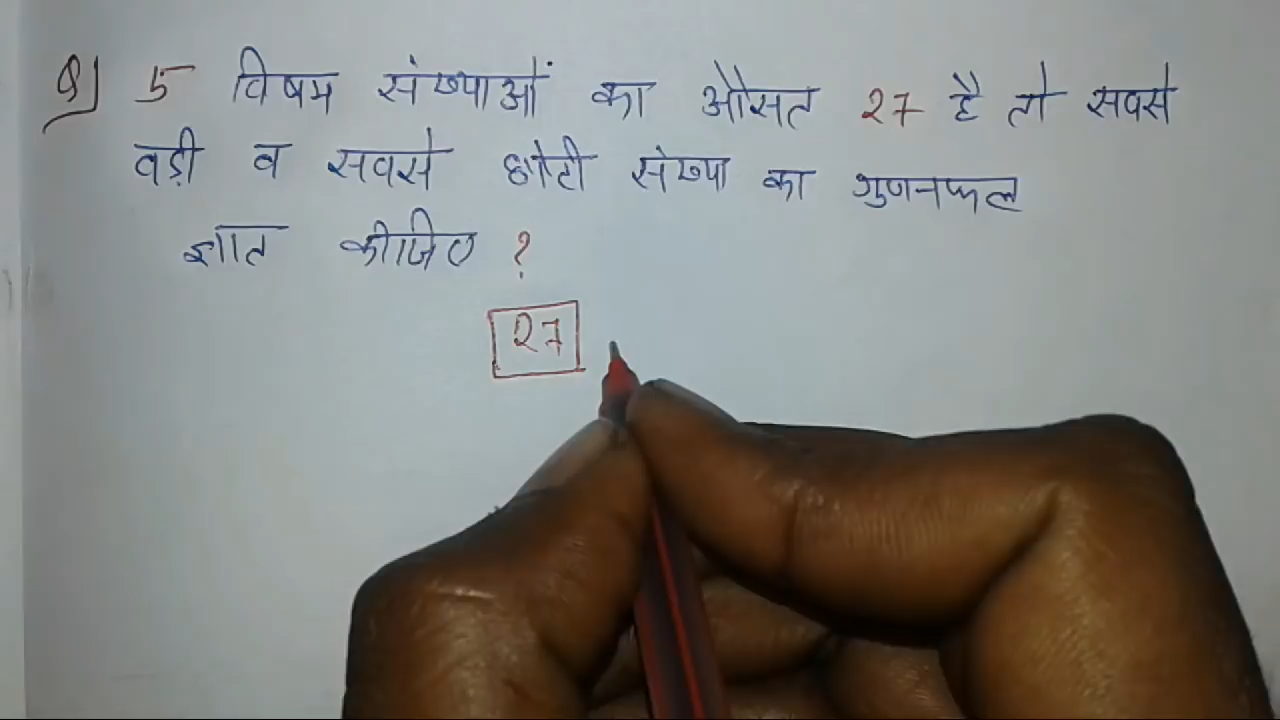 Q) 5 विषम संख्याओं का औसत 27 है तो सबसे
बड़ी व सबसे छोटी संख्या का गुणनफल
ज्ञात कीजिए ?
27